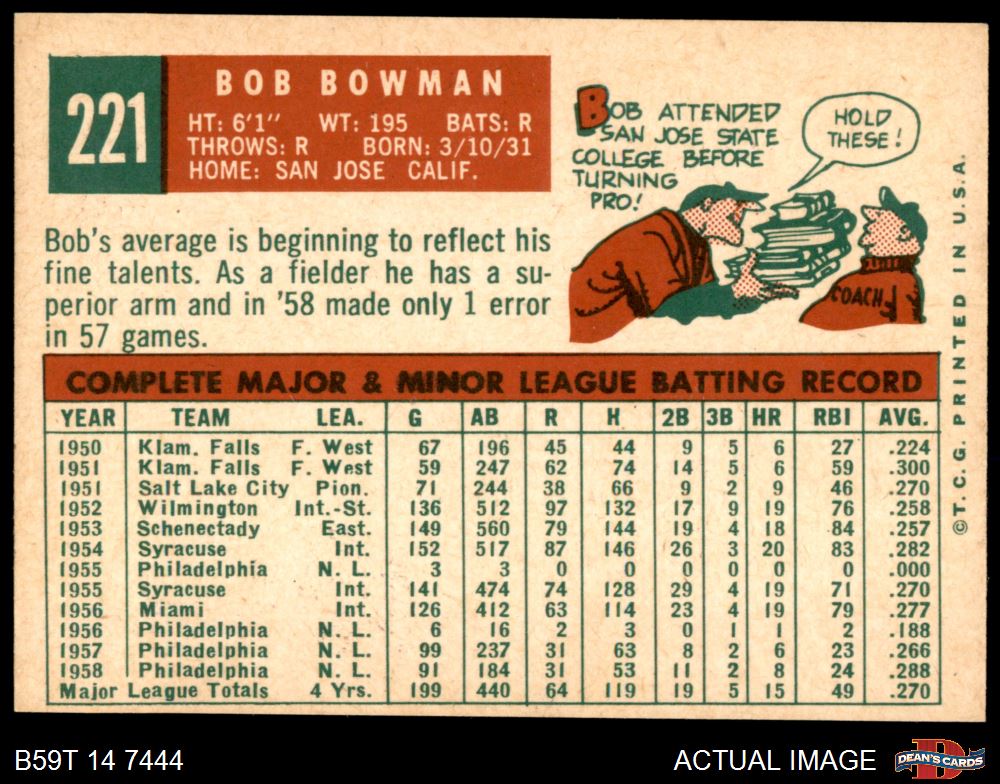 221
BOB BOWMAN
HT: 6'1" WT: 195 BATS: R
THROWS: R BORN: 3/10/31
HOME: SAN JOSE CALIF.
BOB ATTENDED
SAN JOSE STATE
COLLEGE BEFORE
TURNING
PRO!
HOLD
THESE!
COACH
Bob's average is beginning to reflect his
fine talents. As a fielder he has a su-
perior arm and in '58 made only 1 error
in 57 games.
COMPLETE MAJOR & MINOR LEAGUE BATTING RECORD
YEAR TEAM LEA. G AB R H 2B 3B HR RBI AVG.
1950 Klam. Falls F. West 67 196 45 44 9 5 6 27 .224
1951 Klam. Falls F. West 59 247 62 74 14 5 6 59 .300
1951 Salt Lake City Pion. 71 244 38 66 9 2 9 46 .270
1952 Wilmington Int.-St. 136 512 97 132 17 9 19 76 .258
1953 Schenectady East. 149 560 79 144 19 4 18 84 .257
1954 Syracuse Int. 152 517 87 146 26 3 20 83 .282
1955 Philadelphia N. L. 3 3 0 0 0 0 0 0 .000
1955 Syracuse Int. 141 474 74 128 29 4 19 71 .270
1956 Miami Int. 126 412 63 114 23 4 19 79 .277
1956 Philadelphia N. L. 6 16 2 3 0 1 1 2 .188
1957 Philadelphia N. L. 99 237 31 63 8 2 6 23 .266
1958 Philadelphia N. L. 91 184 31 53 11 2 8 24 .288
Major League Totals 4 Yrs. 199 440 64 119 19 5 15 49 .270
© T. C. G. PRINTED IN U.S.A.
B59T 14 7444
ACTUAL IMAGE
DEAN'S CARDS